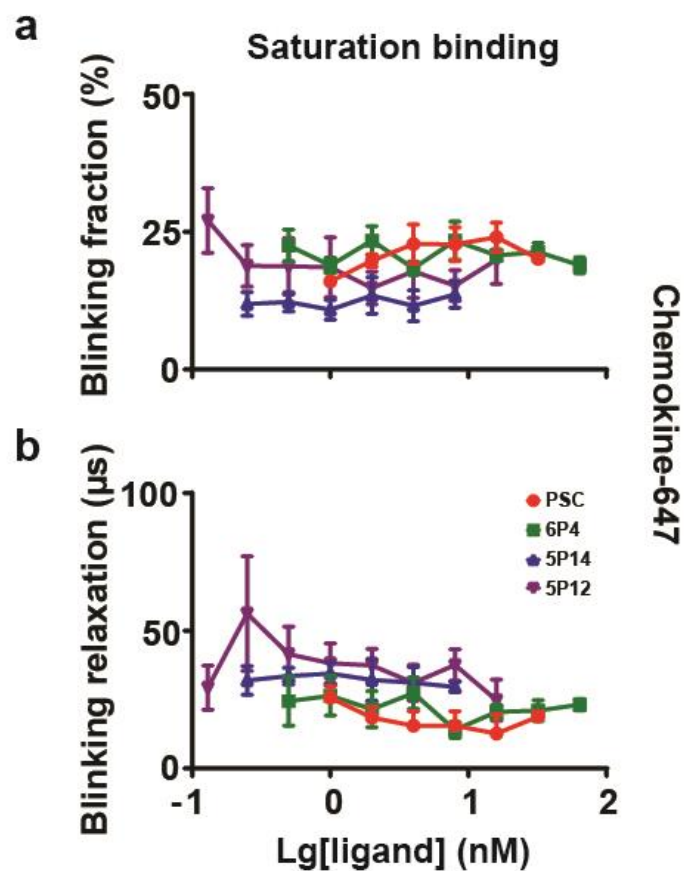 a
Saturation binding
Blinking fraction (%)
50
25
0
Chemokine-647
b
Blinking relaxation (μs)
100
50
0
PSC
6P4
5P14
5P12
-1 0 1 2
Lg[ligand] (nM)